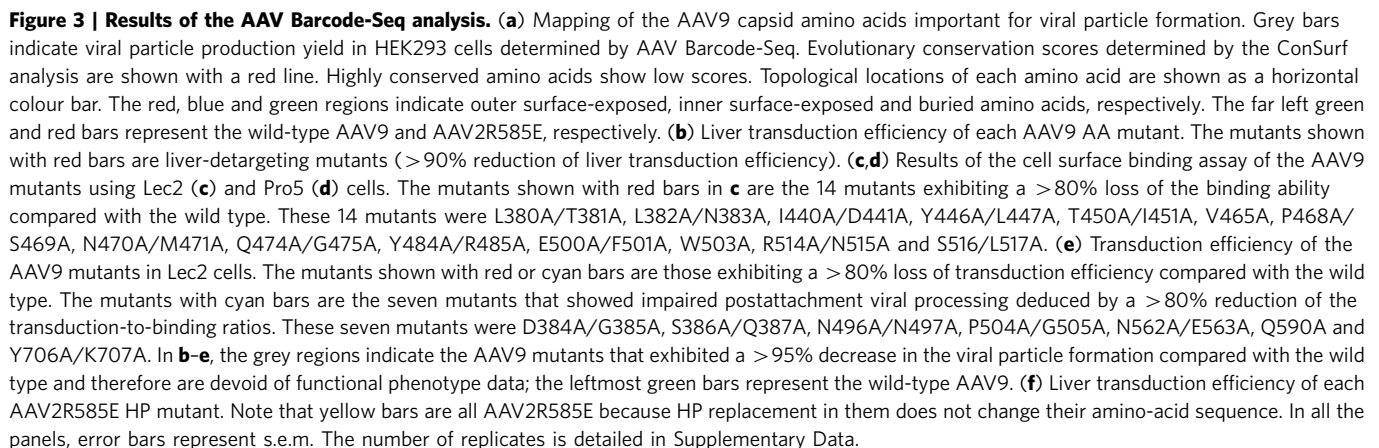 Figure 3 | Results of the AAV Barcode-Seq analysis. (a) Mapping of the AAV9 capsid amino acids important for viral particle formation. Grey bars
indicate viral particle production yield in HEK293 cells determined by AAV Barcode-Seq. Evolutionary conservation scores determined by the ConSurf
analysis are shown with a red line. Highly conserved amino acids show low scores. Topological locations of each amino acid are shown as a horizontal
colour bar. The red, blue and green regions indicate outer surface-exposed, inner surface-exposed and buried amino acids, respectively. The far left green
and red bars represent the wild-type AAV9 and AAV2R585E, respectively. (b) Liver transduction efficiency of each AAV9 AA mutant. The mutants shown
with red bars are liver-detargeting mutants (>90% reduction of liver transduction efficiency). (c,d) Results of the cell surface binding assay of the AAV9
mutants using Lec2 (c) and Pro5 (d) cells. The mutants shown with red bars in c are the 14 mutants exhibiting a >80% loss of the binding ability
compared with the wild type. These 14 mutants were L380A/T381A, L382A/N383A, I440A/D441A, Y446A/L447A, T450A/I451A, V465A, P468A/
S469A, N470A/M471A, Q474A/G475A, Y484A/R485A, E500A/F501A, W503A, R514A/N515A and S516/L517A. (e) Transduction efficiency of the
AAV9 mutants in Lec2 cells. The mutants shown with red or cyan bars are those exhibiting a >80% loss of transduction efficiency compared with the wild
type. The mutants with cyan bars are the seven mutants that showed impaired postattachment viral processing deduced by a >80% reduction of the
transduction-to-binding ratios. These seven mutants were D384A/G385A, S386A/Q387A, N496A/N497A, P504A/G505A, N562A/E563A, Q590A and
Y706A/K707A. In b–e, the grey regions indicate the AAV9 mutants that exhibited a >95% decrease in the viral particle formation compared with the wild
type and therefore are devoid of functional phenotype data; the leftmost green bars represent the wild-type AAV9. (f) Liver transduction efficiency of each
AAV2R585E HP mutant. Note that yellow bars are all AAV2R585E because HP replacement in them does not change their amino-acid sequence. In all the
panels, error bars represent s.e.m. The number of replicates is detailed in Supplementary Data.